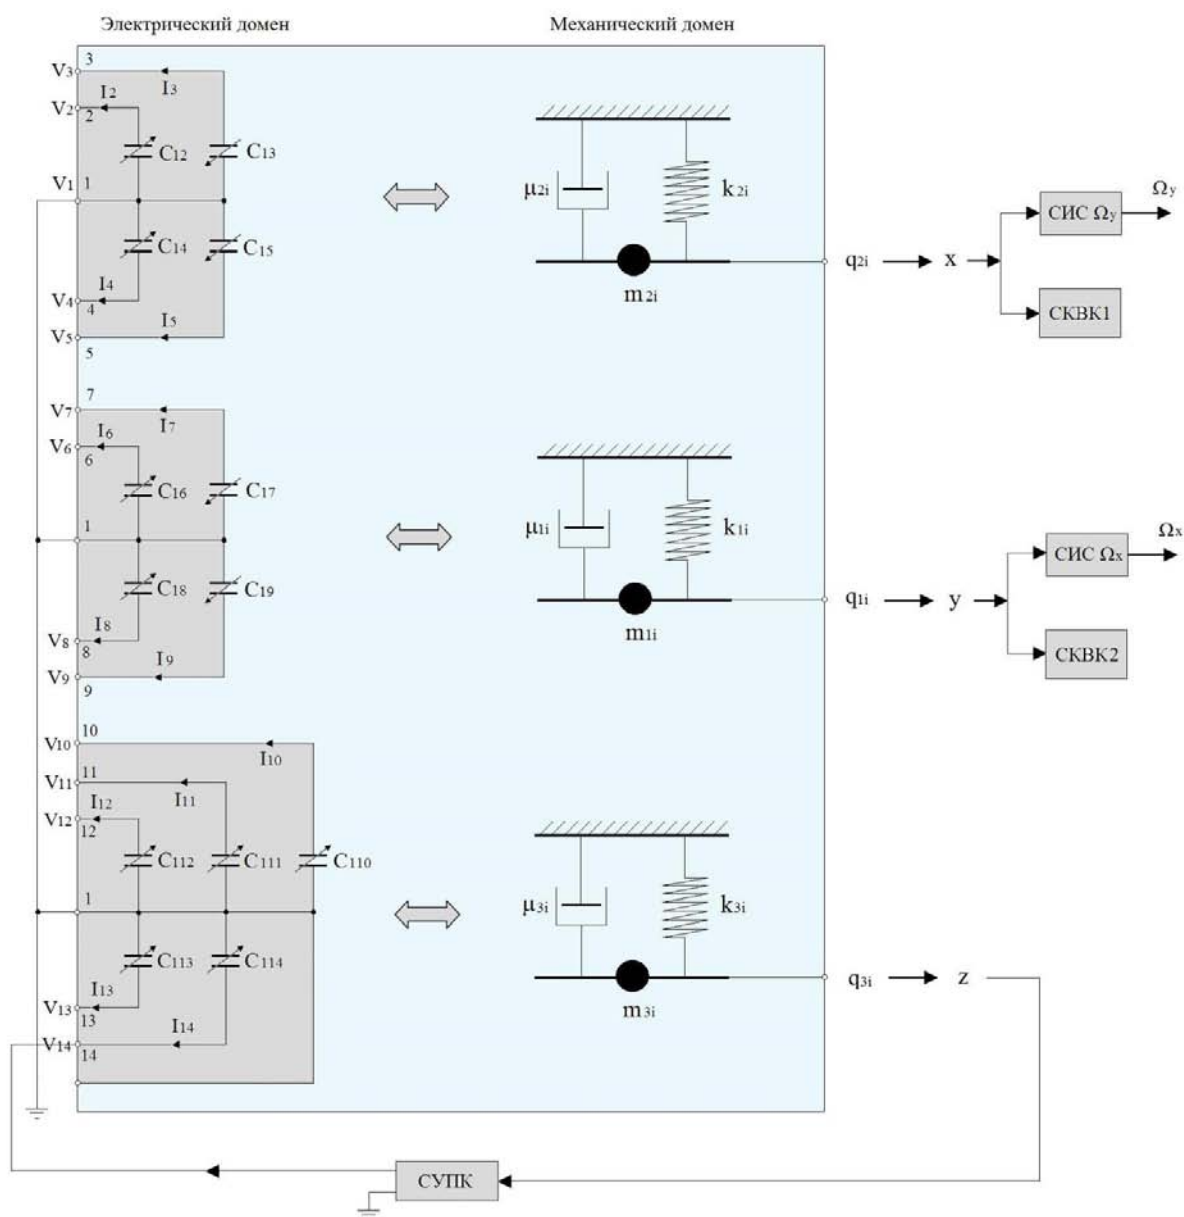 Электрический домен
Механический домен
V3
3
I3
V2
I2
2
C12
C13
V1
1
C14
C15
I4
V4
4
I5
V5
5
μ2i
k2i
m2i
q2i
x
СИС Ωy
Ωy
СКВК1
7
V7
I7
I6
V6
6
C16
C17
1
C18
C19
I8
V8
8
I9
V9
9
μ1i
k1i
m1i
q1i
y
СИС Ωx
Ωx
СКВК2
10
V10
I10
11
V11
I11
I12
V12
12
C112
C111
C110
1
C113
C114
I13
V13
13
I14
V14
14
μ3i
k3i
m3i
q3i
z
СУПК